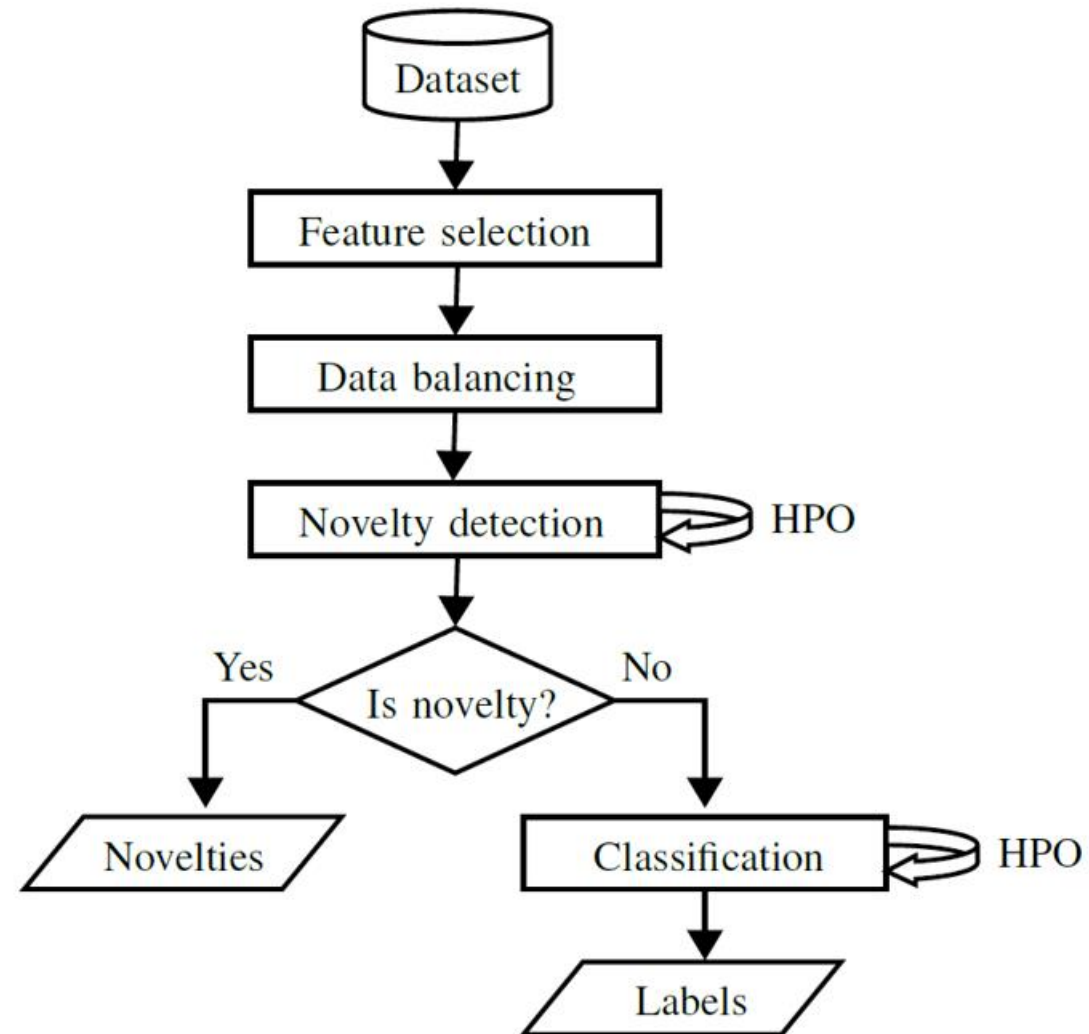 Dataset
Feature selection
Data balancing
Novelty detection
HPO
Is novelty?
Yes
No
Novelties
Classification
HPO
Labels